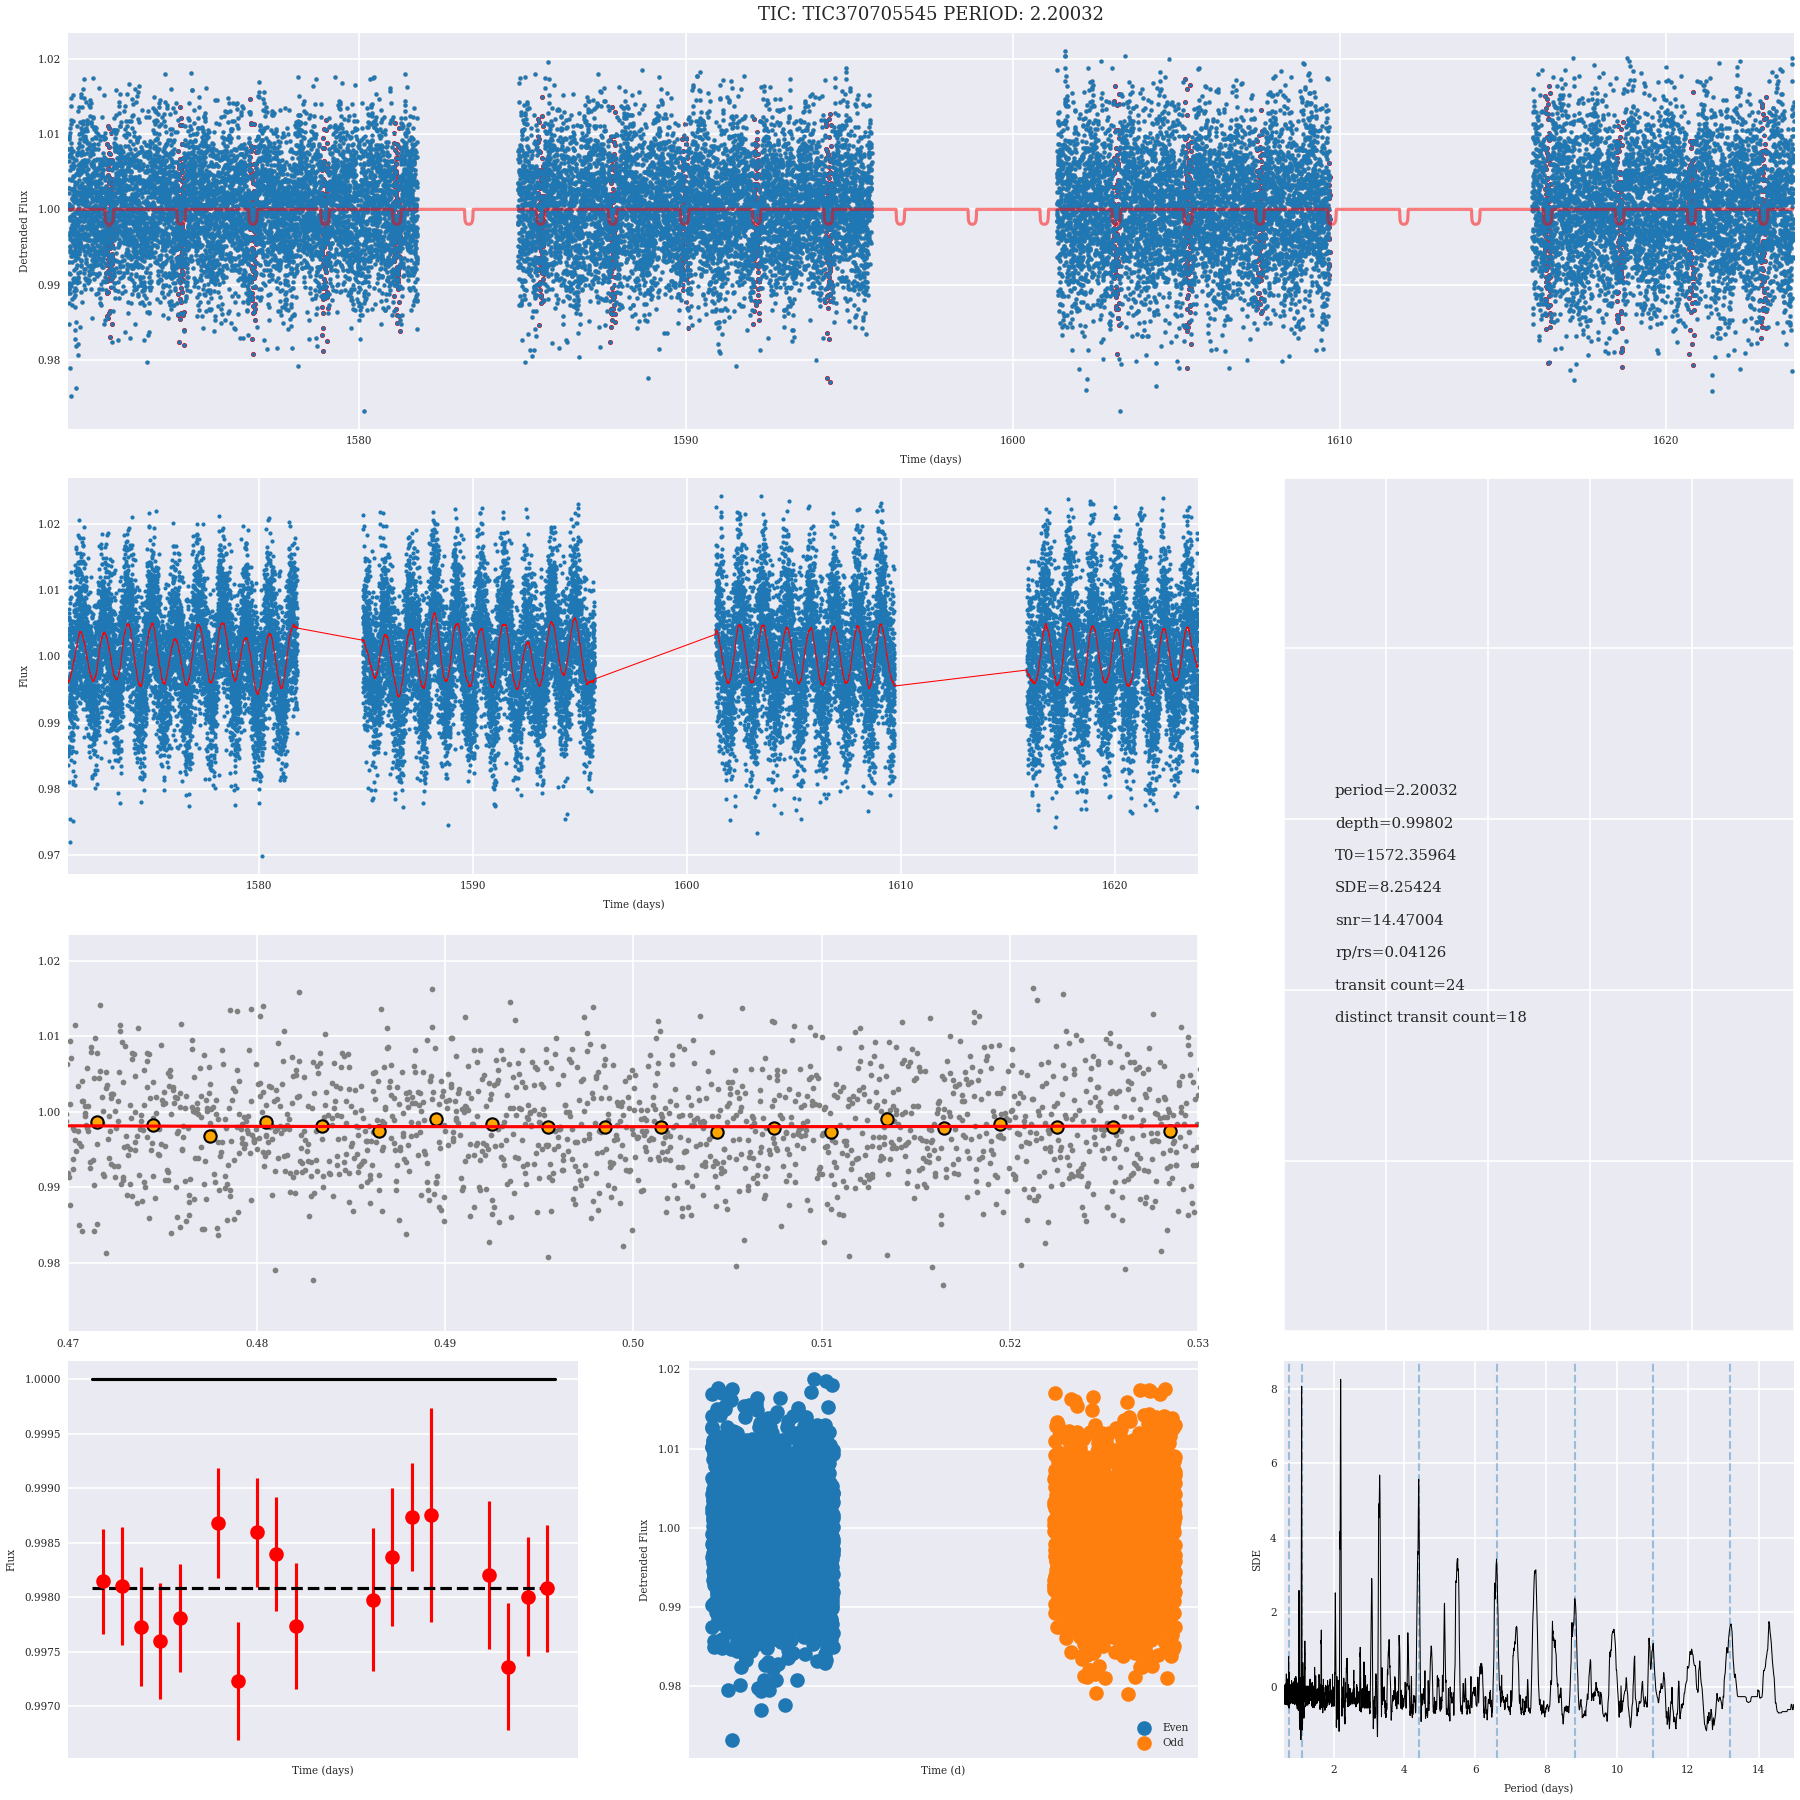 TIC: TIC370705545 PERIOD: 2.20032
1.02
1.01
1.00
0.99
0.98
Detrended Flux
1580
1590
1600
1610
1620
Time (days)
1.02
1.01
1.00
0.99
0.98
0.97
Flux
1580
1590
1600
1610
1620
Time (days)
period=2.20032
depth=0.99802
T0=1572.35964
SDE=8.25424
snr=14.47004
rp/rs=0.04126
transit count=24
distinct transit count=18
1.02
1.01
1.00
0.99
0.98
0.47
0.48
0.49
0.50
0.51
0.52
0.53
1.0000
0.9995
0.9990
0.9985
0.9980
0.9975
0.9970
Flux
Time (days)
1.02
1.01
1.00
0.99
0.98
Detrended Flux
Even
Odd
Time (d)
8
6
4
2
0
SDE
2
4
6
8
10
12
14
Period (days)